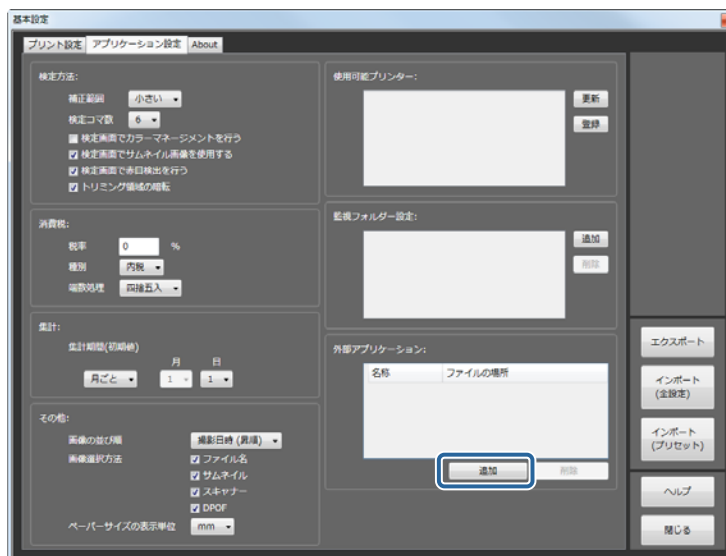 基本設定
プリント設定 アプリケーション設定 About
検定方法:
補正範囲 小さい
検定コマ数 6
検定画面でカラーマネージメントを行う
検定画面でサムネイル画像を使用する
検定画面で赤目検出を行う
トリミング領域の暗転
消費税:
税率 0 %
種別 内税
端数処理 四捨五入
集計:
集計期間(初期値)
月 日
月ごと 1 1
その他:
画像の並び順 撮影日時 (昇順)
画像選択方法 ファイル名
サムネイル
スキャナー
DPOF
ペーパーサイズの表示単位 mm
使用可能プリンター:
更新
登録
監視フォルダー設定:
追加
削除
外部アプリケーション:
名称 ファイルの場所
追加 削除
エクスポート
インポート
(全設定)
インポート
(プリセット)
ヘルプ
閉じる